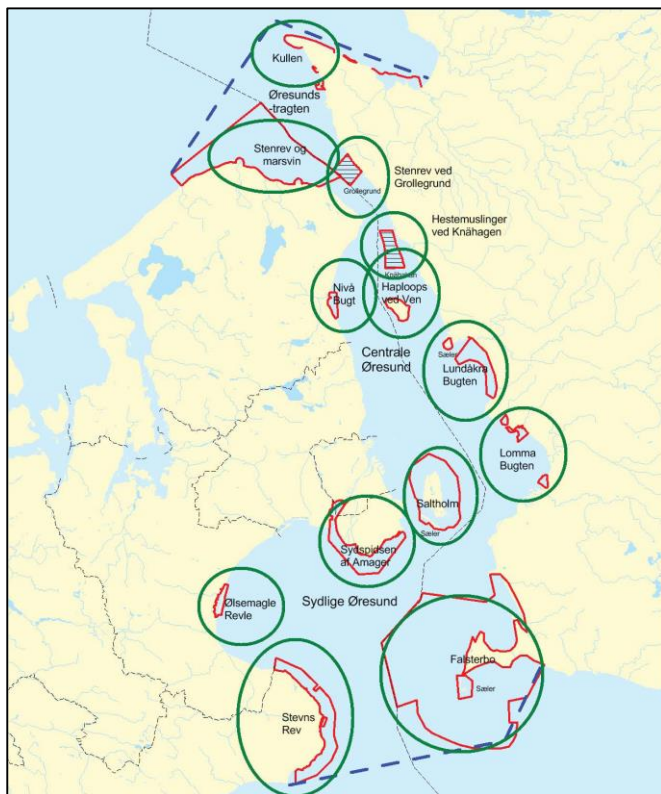 Kullen
Øresunds
-tragten
Stenrev og
marsvin
Stenrev ved
Grollegrund
Grollegrund
Hestemuslinger
ved Knähagen
Knähaken
Nivå
Bugt
Haploops
ved Ven
Centrale
Øresund
Sæler
Lundåkra
Bugten
Lomma
Bugten
Saltholm
Sæler
Sydspidsen
af Amager
Ølsemagle
Revle
Sydlige Øresund
Falsterbo
Sæler
Stevns
Rev